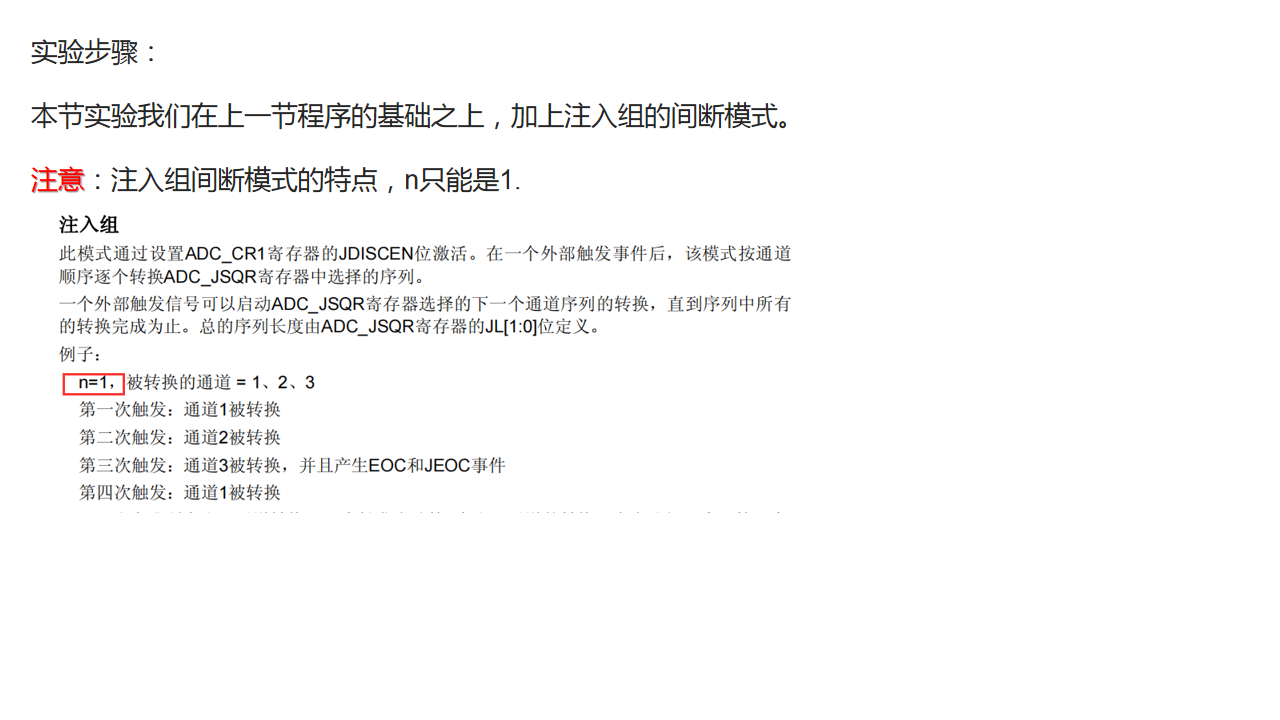 实验步骤：
本节实验我们在上一节程序的基础之上，加上注入组的间断模式。
注意：注入组间断模式的特点，n只能是1.
注入组
此模式通过设置ADC_CR1寄存器的JDISCEN位激活。在一个外部触发事件后，该模式按通道
顺序逐个转换ADC_JSQR寄存器中选择的序列。
一个外部触发信号可以启动ADC_JSQR寄存器选择的下一个通道序列的转换，直到序列中所有
的转换完成为止。总的序列长度由ADC_JSQR寄存器的JL[1:0]位定义。
例子：
n=1，被转换的通道 = 1、2、3
第一次触发：通道1被转换
第二次触发：通道2被转换
第三次触发：通道3被转换，并且产生EOC和JEOC事件
第四次触发：通道1被转换